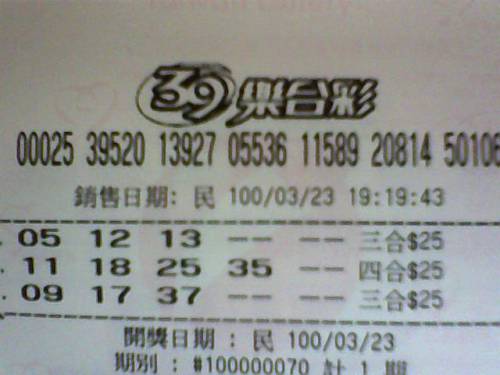 39樂合彩
00025 39520 13927 05536 11589 20814 50106
銷售日期: 民 100/03/23 19:19:43
. 05 12 13 -- -- 三合$25
. 11 18 25 35 -- 四合$25
. 09 17 37 -- -- 三合$25
開獎日期 : 民 100/03/23
期別 : #100000070 計 1 期